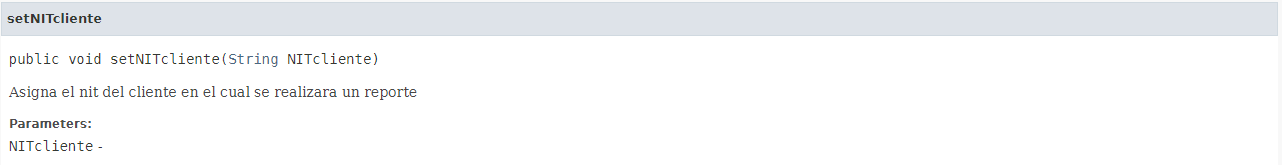 setNITcliente
public void setNITcliente(String NITcliente)
Asigna el nit del cliente en el cual se realizara un reporte
Parameters:
NITcliente -